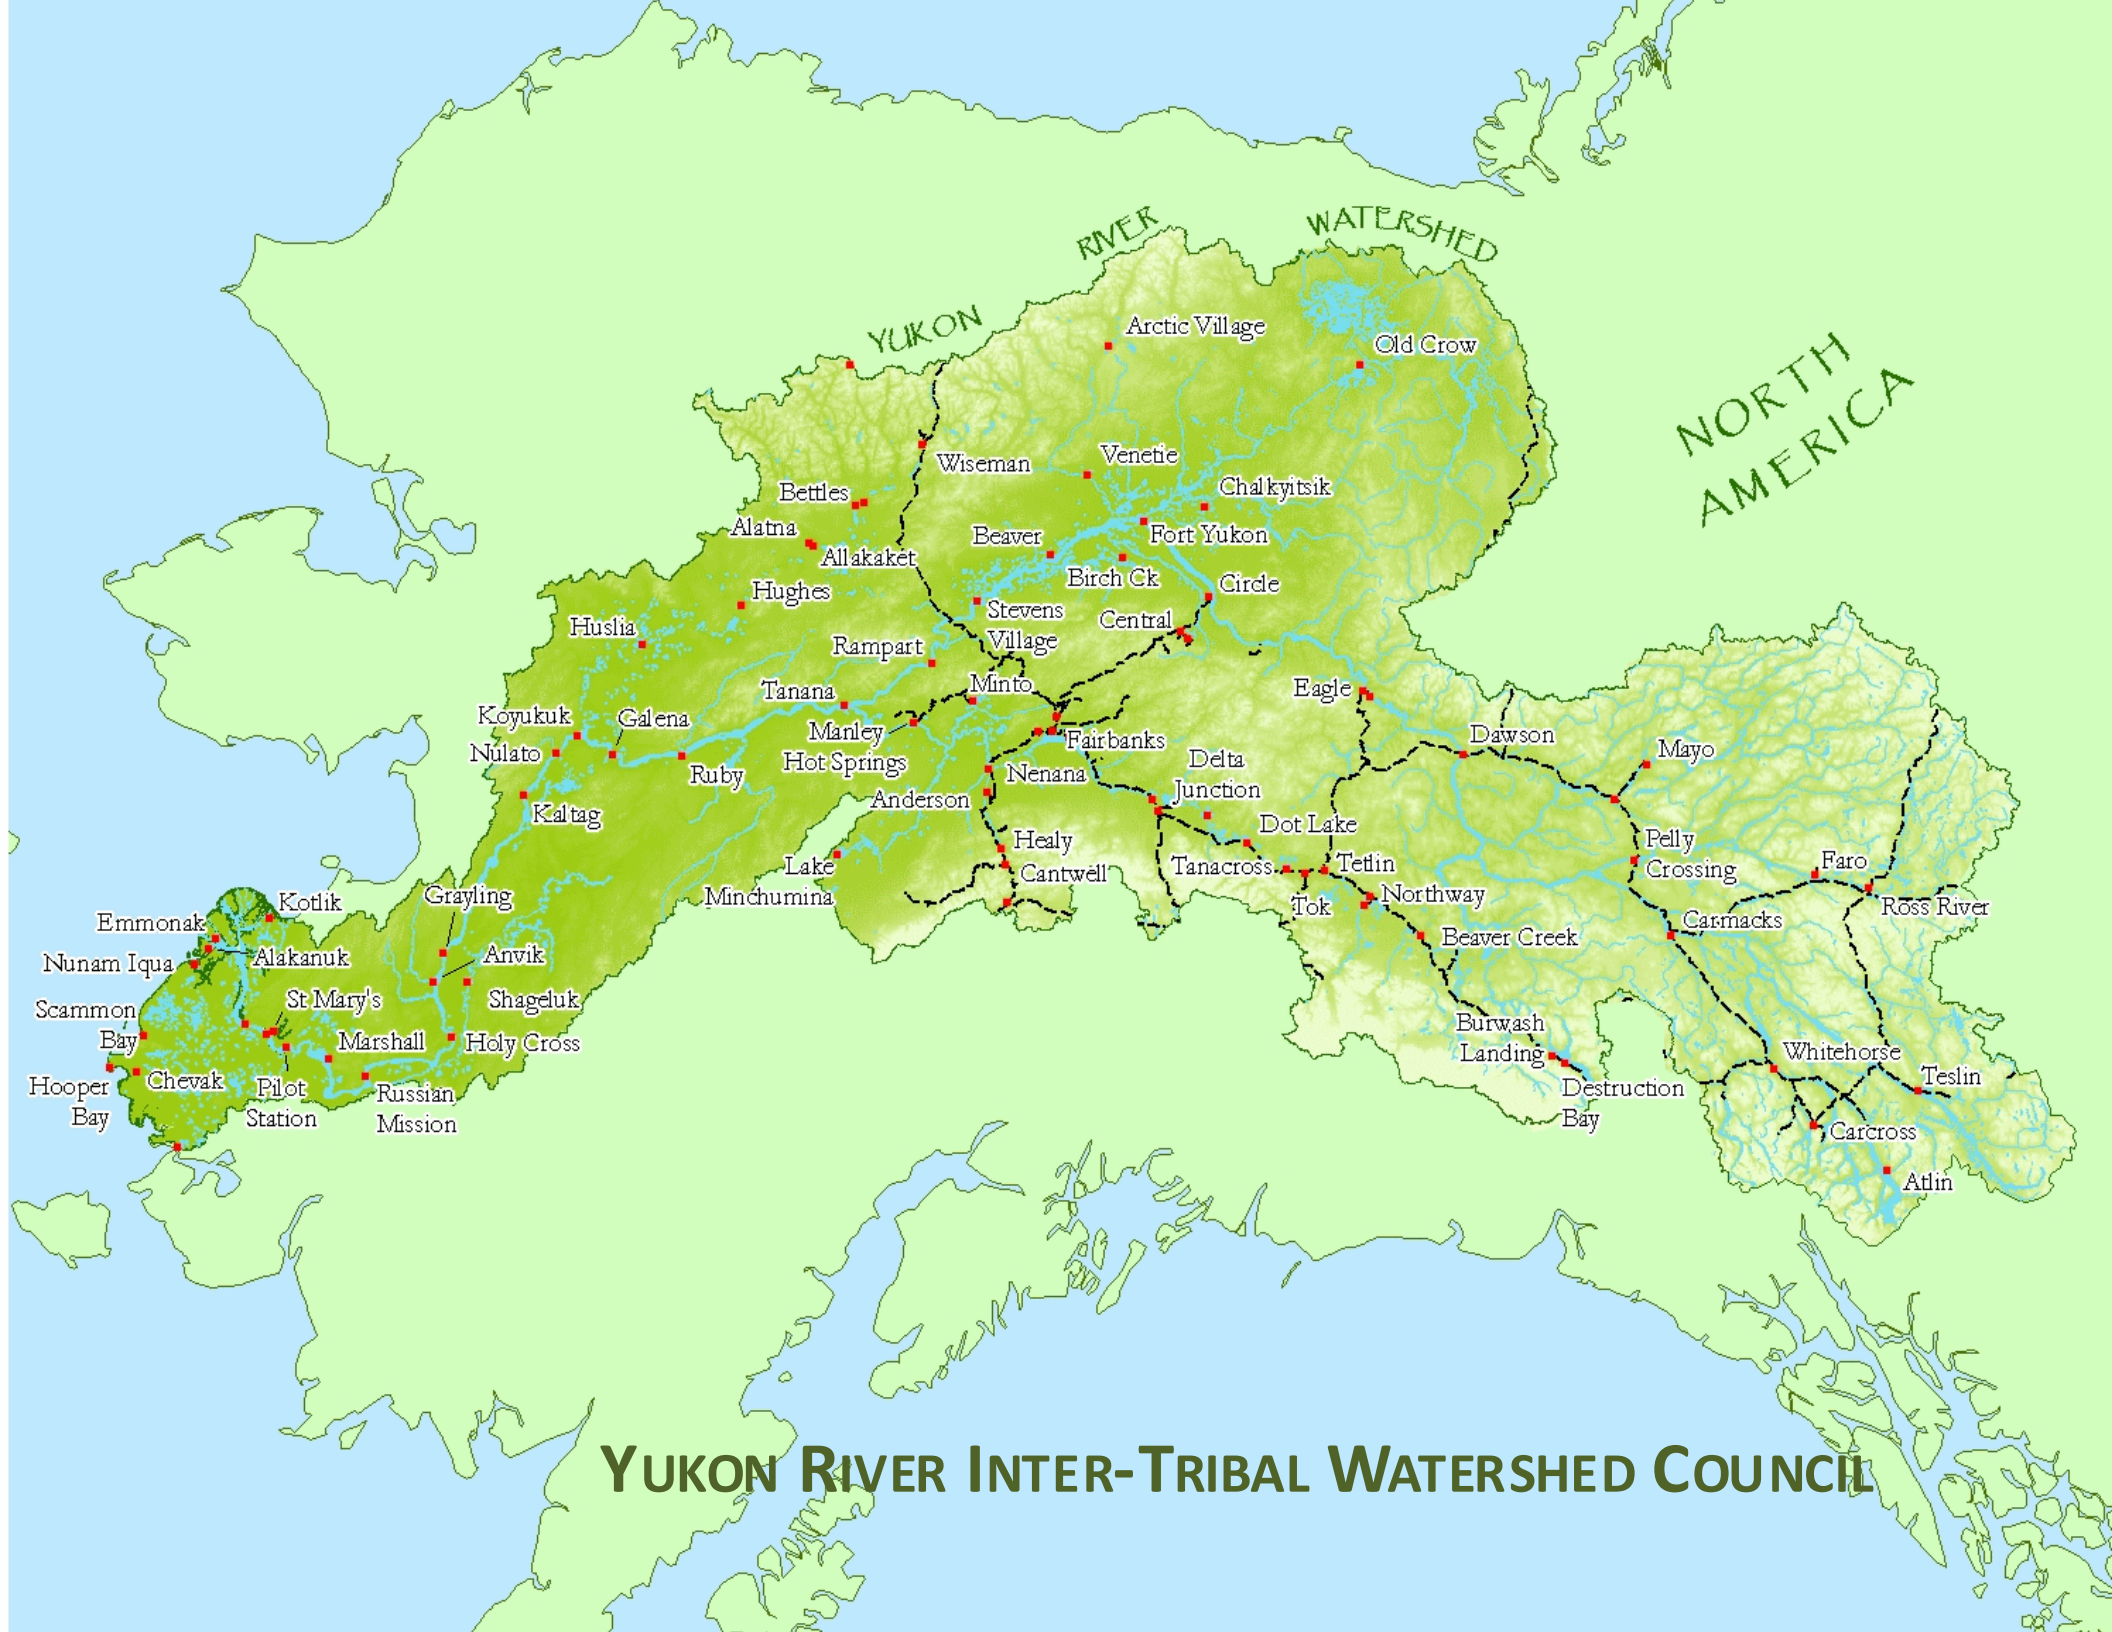 YUKON
RIVER
WATERSHED
NORTH
AMERICA
Arctic Village
Old Crow
Wiseman
Venetie
Bettles
Chalkyitsik
Alatna
Allakaket
Beaver
Fort Yukon
Birch Ck
Hughes
Circle
Stevens
Village
Central
Huslia
Rampart
Minto
Tanana
Eagle
Koyukuk
Galena
Manley
Hot Springs
Fairbanks
Dawson
Mayo
Nulato
Ruby
Nenana
Delta
Junction
Anderson
Kaltag
Dot Lake
Healy
Pelly
Crossing
Lake
Minchumina
Cantwell
Tanacross
Tetlin
Faro
Grayling
Northway
Tok
Kotlik
Ross River
Emmonak
Carmacks
Beaver Creek
Alakanuk
Anvik
Nunam Iqua
St Mary's
Shageluk
Scammon
Bay
Burwash
Landing
Marshall
Holy Cross
Whitehorse
Teslin
Hooper
Bay
Chevak
Pilot
Station
Russian
Mission
Destruction
Bay
Carcross
Atlin
YUKON RIVER INTER-TRIBAL WATERSHED COUNCIL